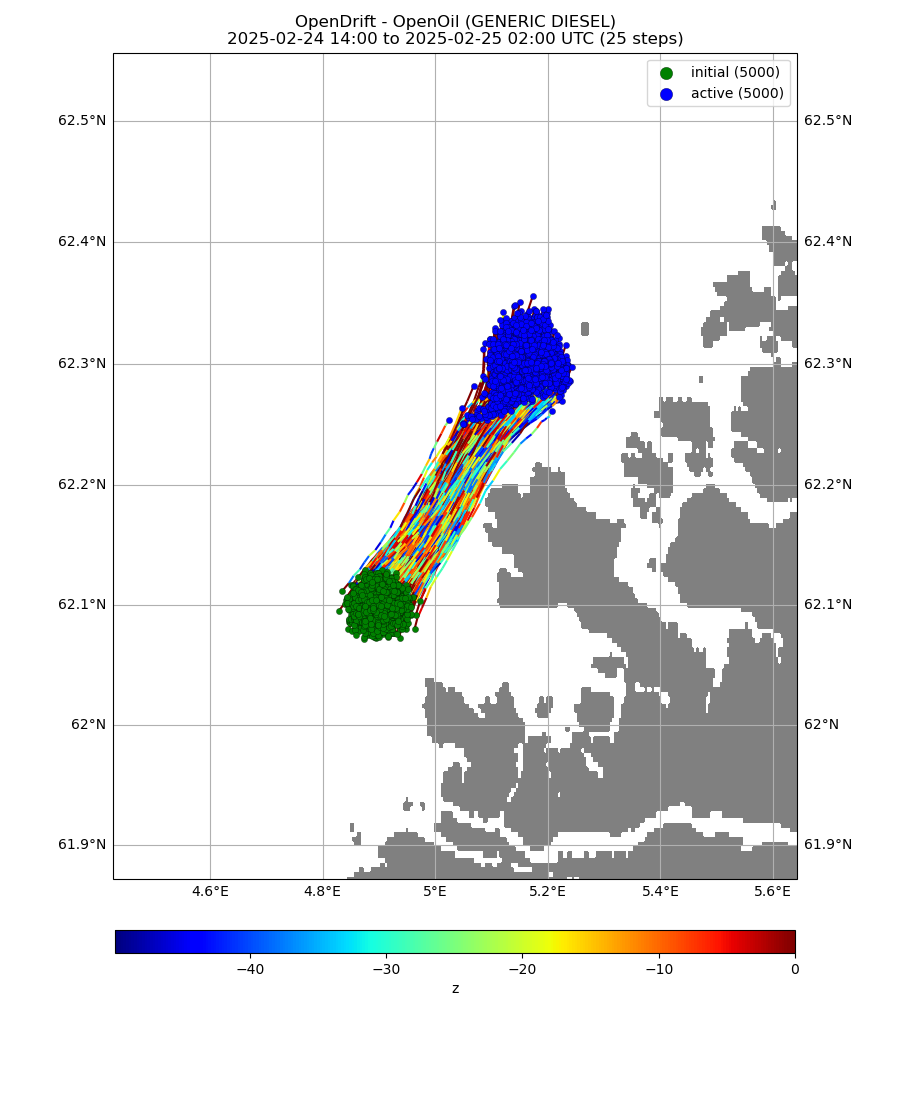 OpenDrift - OpenOil (GENERIC DIESEL)
2025-02-24 14:00 to 2025-02-25 02:00 UTC (25 steps)
initial (5000)
active (5000)
62.5°N 62.5°N
62.4°N 62.4°N
62.3°N 62.3°N
62.2°N 62.2°N
62.1°N 62.1°N
62°N 62°N
61.9°N 61.9°N
4.6°E 4.8°E 5°E 5.2°E 5.4°E 5.6°E
−40 −30 −20 −10 0
z